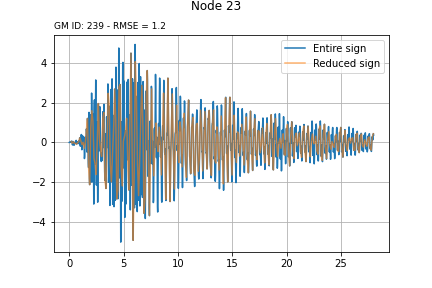 Node 23
GM ID: 239 - RMSE = 1.2
Entire sign
Reduced sign
4
2
0
−2
−4
0 5 10 15 20 25